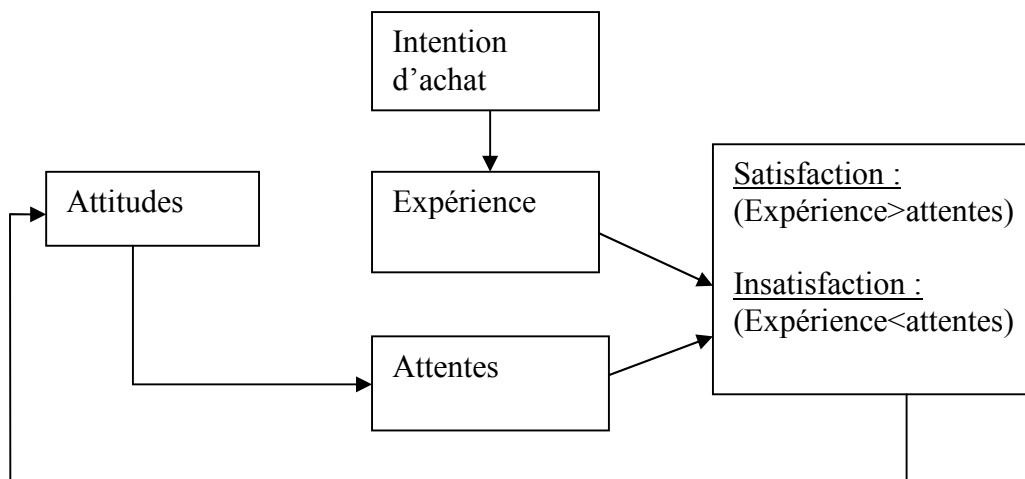 Intention
d’achat
Attitudes
Expérience
Satisfaction :
(Expérience>attentes)
Insatisfaction :
(Expérience<attentes)
Attentes